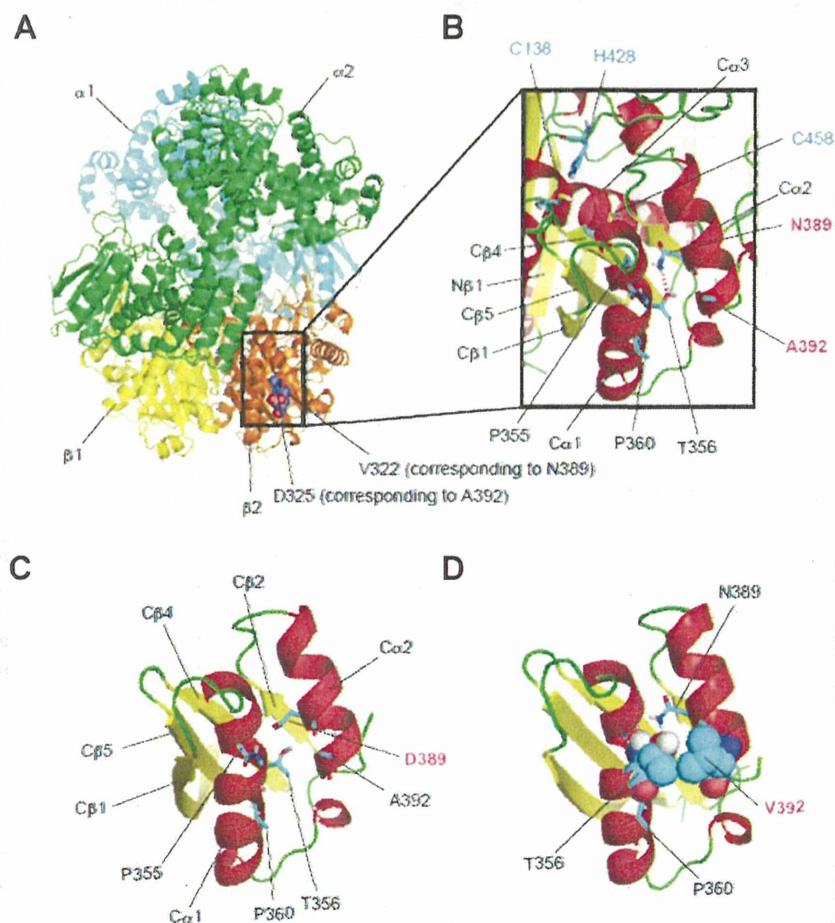 A
B
C138
H428
Cα3
α1
α2
C458
Cα2
N389
Cβ4
Nβ1
Cβ5
Cβ1
A392
P355
Cα1
P360
T356
β1
V322 (corresponding to N389)
D325 (corresponding to A392)
β2
C
D
Cβ2
N389
Cβ4
Cα2
Cβ5
D389
Cβ1
A392
V392
P355
T356
P360
T356
P360
Cα1